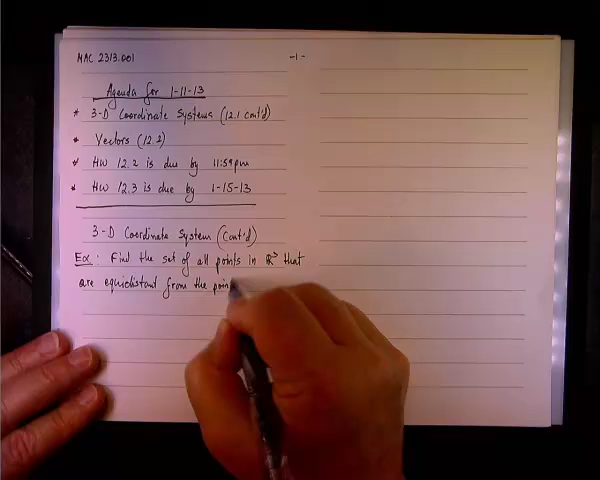 MAC 2313.001
-1-
Agenda for 1-11-13
* 3-D Coordinate Systems (12.1 cont'd)
* Vectors (12.2)
* HW 12.2 is due by 11:59pm
* HW 12.3 is due by 1-15-13
3-D Coordinate System (cont'd)
Ex: Find the set of all points in ℝ³ that
are equidistant from the poin